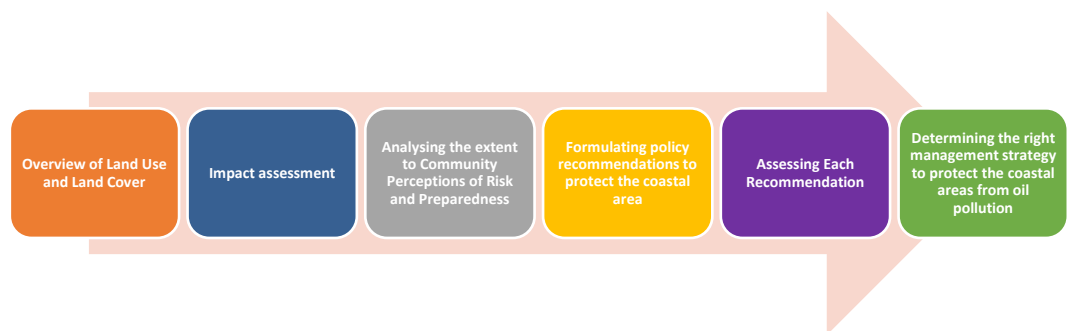 Overview of Land Use
and Land Cover
Impact assessment
Analysing the extent
to Community
Perceptions of Risk
and Preparedness
Formulating policy
recommendations to
protect the coastal
area
Assessing Each
Recommendation
Determining the right
management strategy
to protect the coastal
areas from oil
pollution